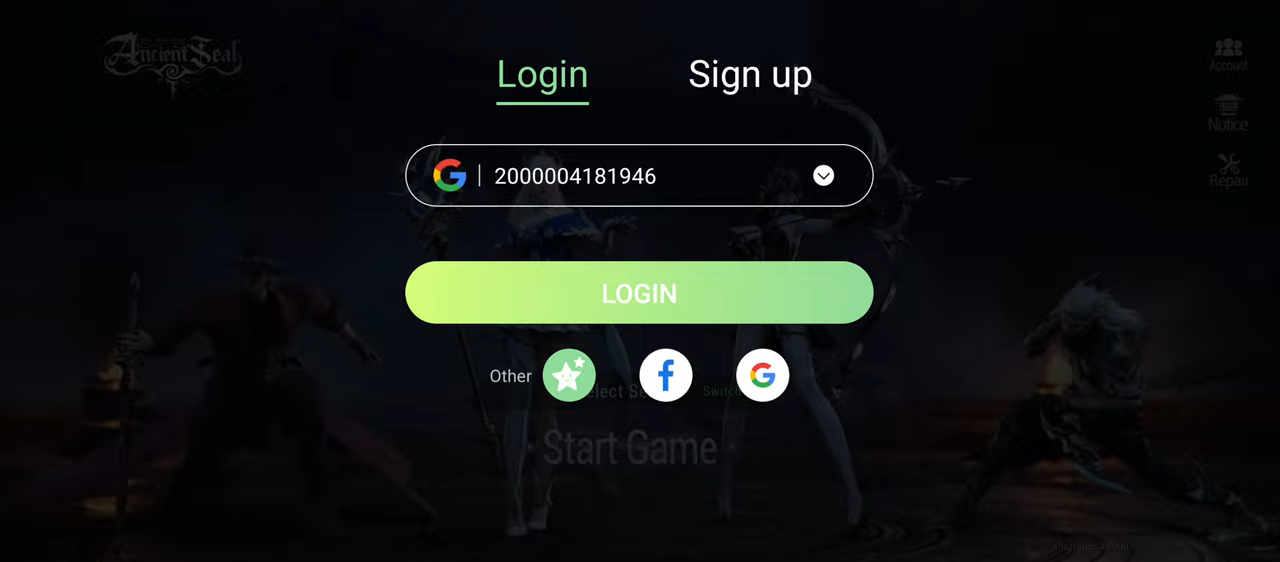 Ancient Seal
Login
Sign up
Account
Notice
Repair
2000004181946
LOGIN
Other
Start Game